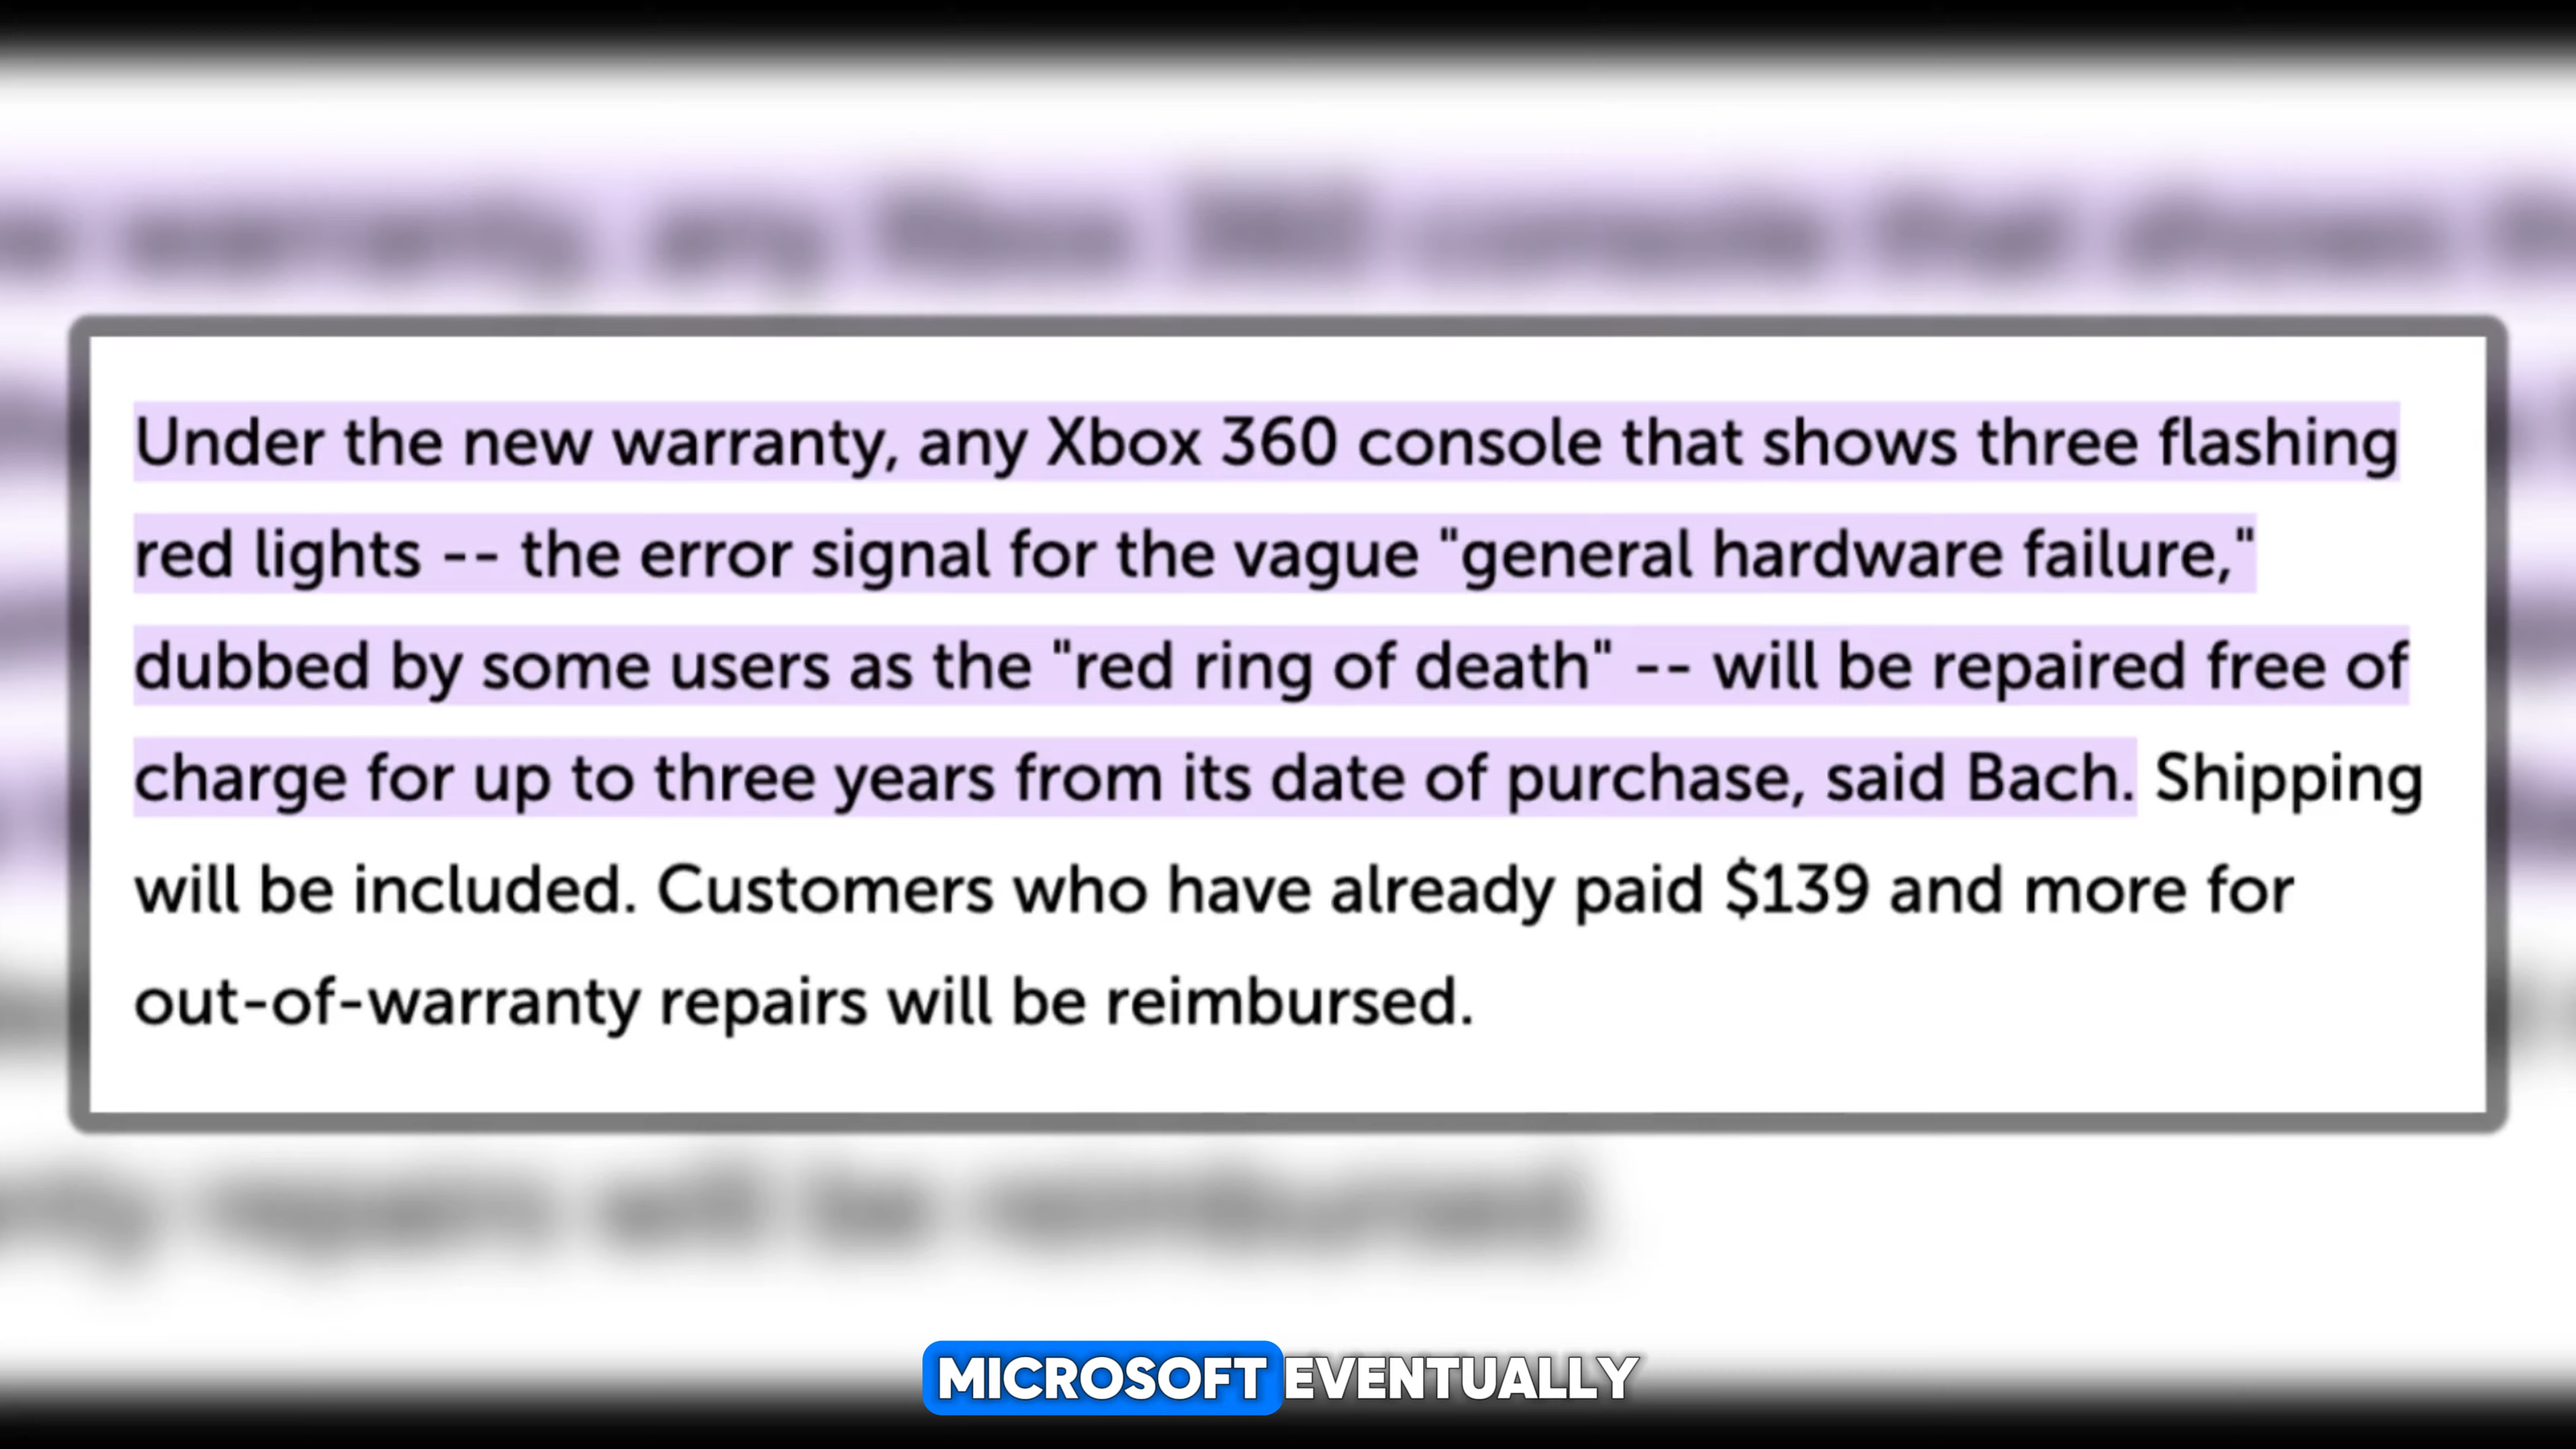 Under the new warranty, any Xbox 360 console that shows three flashing
red lights -- the error signal for the vague "general hardware failure,"
dubbed by some users as the "red ring of death" -- will be repaired free of
charge for up to three years from its date of purchase, said Bach. Shipping
will be included. Customers who have already paid $139 and more for
out-of-warranty repairs will be reimbursed.
MICROSOFT EVENTUALLY